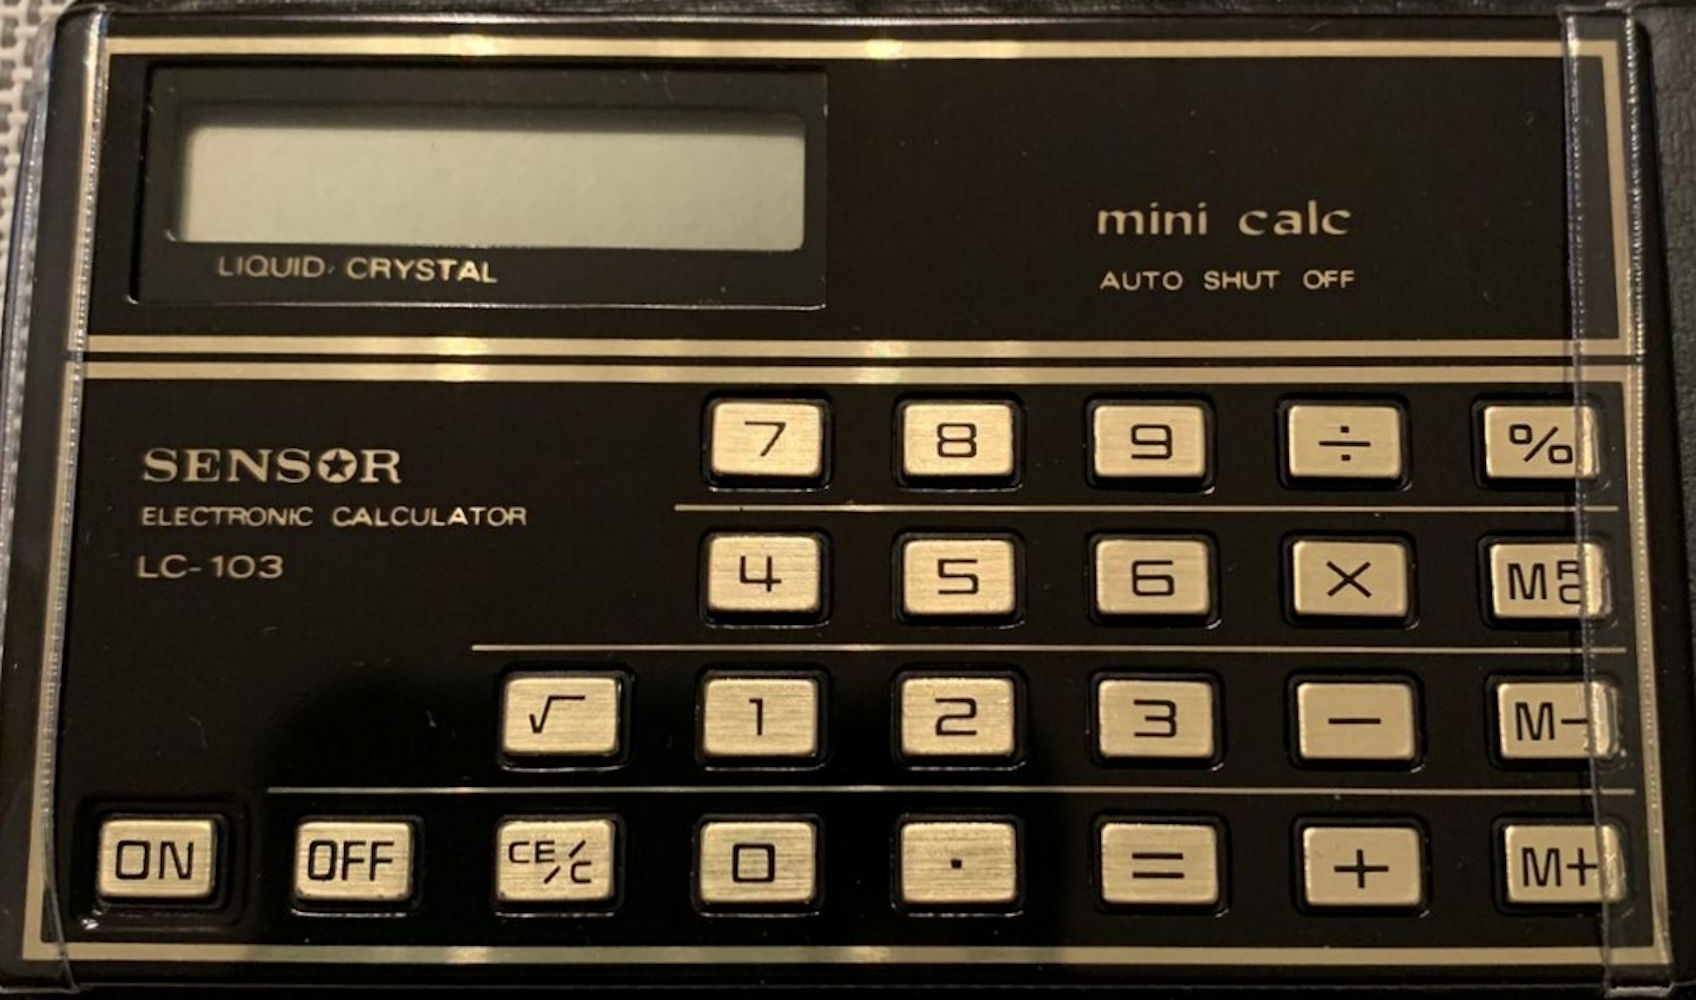 LIQUID CRYSTAL
mini calc
AUTO SHUT OFF
SENSOR
ELECTRONIC CALCULATOR
LC-103
7 8 9 ÷ %
4 5 6 × M R C
√ 1 2 3 − M−
ON OFF CE/C 0 . = + M+